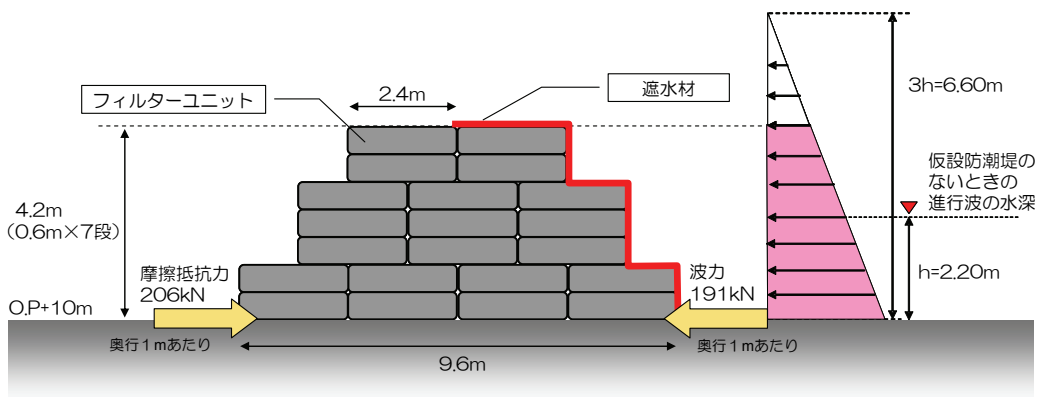 フィルターユニット
2.4m
遮水材
3h=6.60m
仮設防潮堤の
ないときの
進行波の水深
4.2m
(0.6m×7段)
摩擦抵抗力
206kN
波力
191kN
h=2.20m
O.P+10m
奥行1mあたり
奥行1mあたり
9.6m